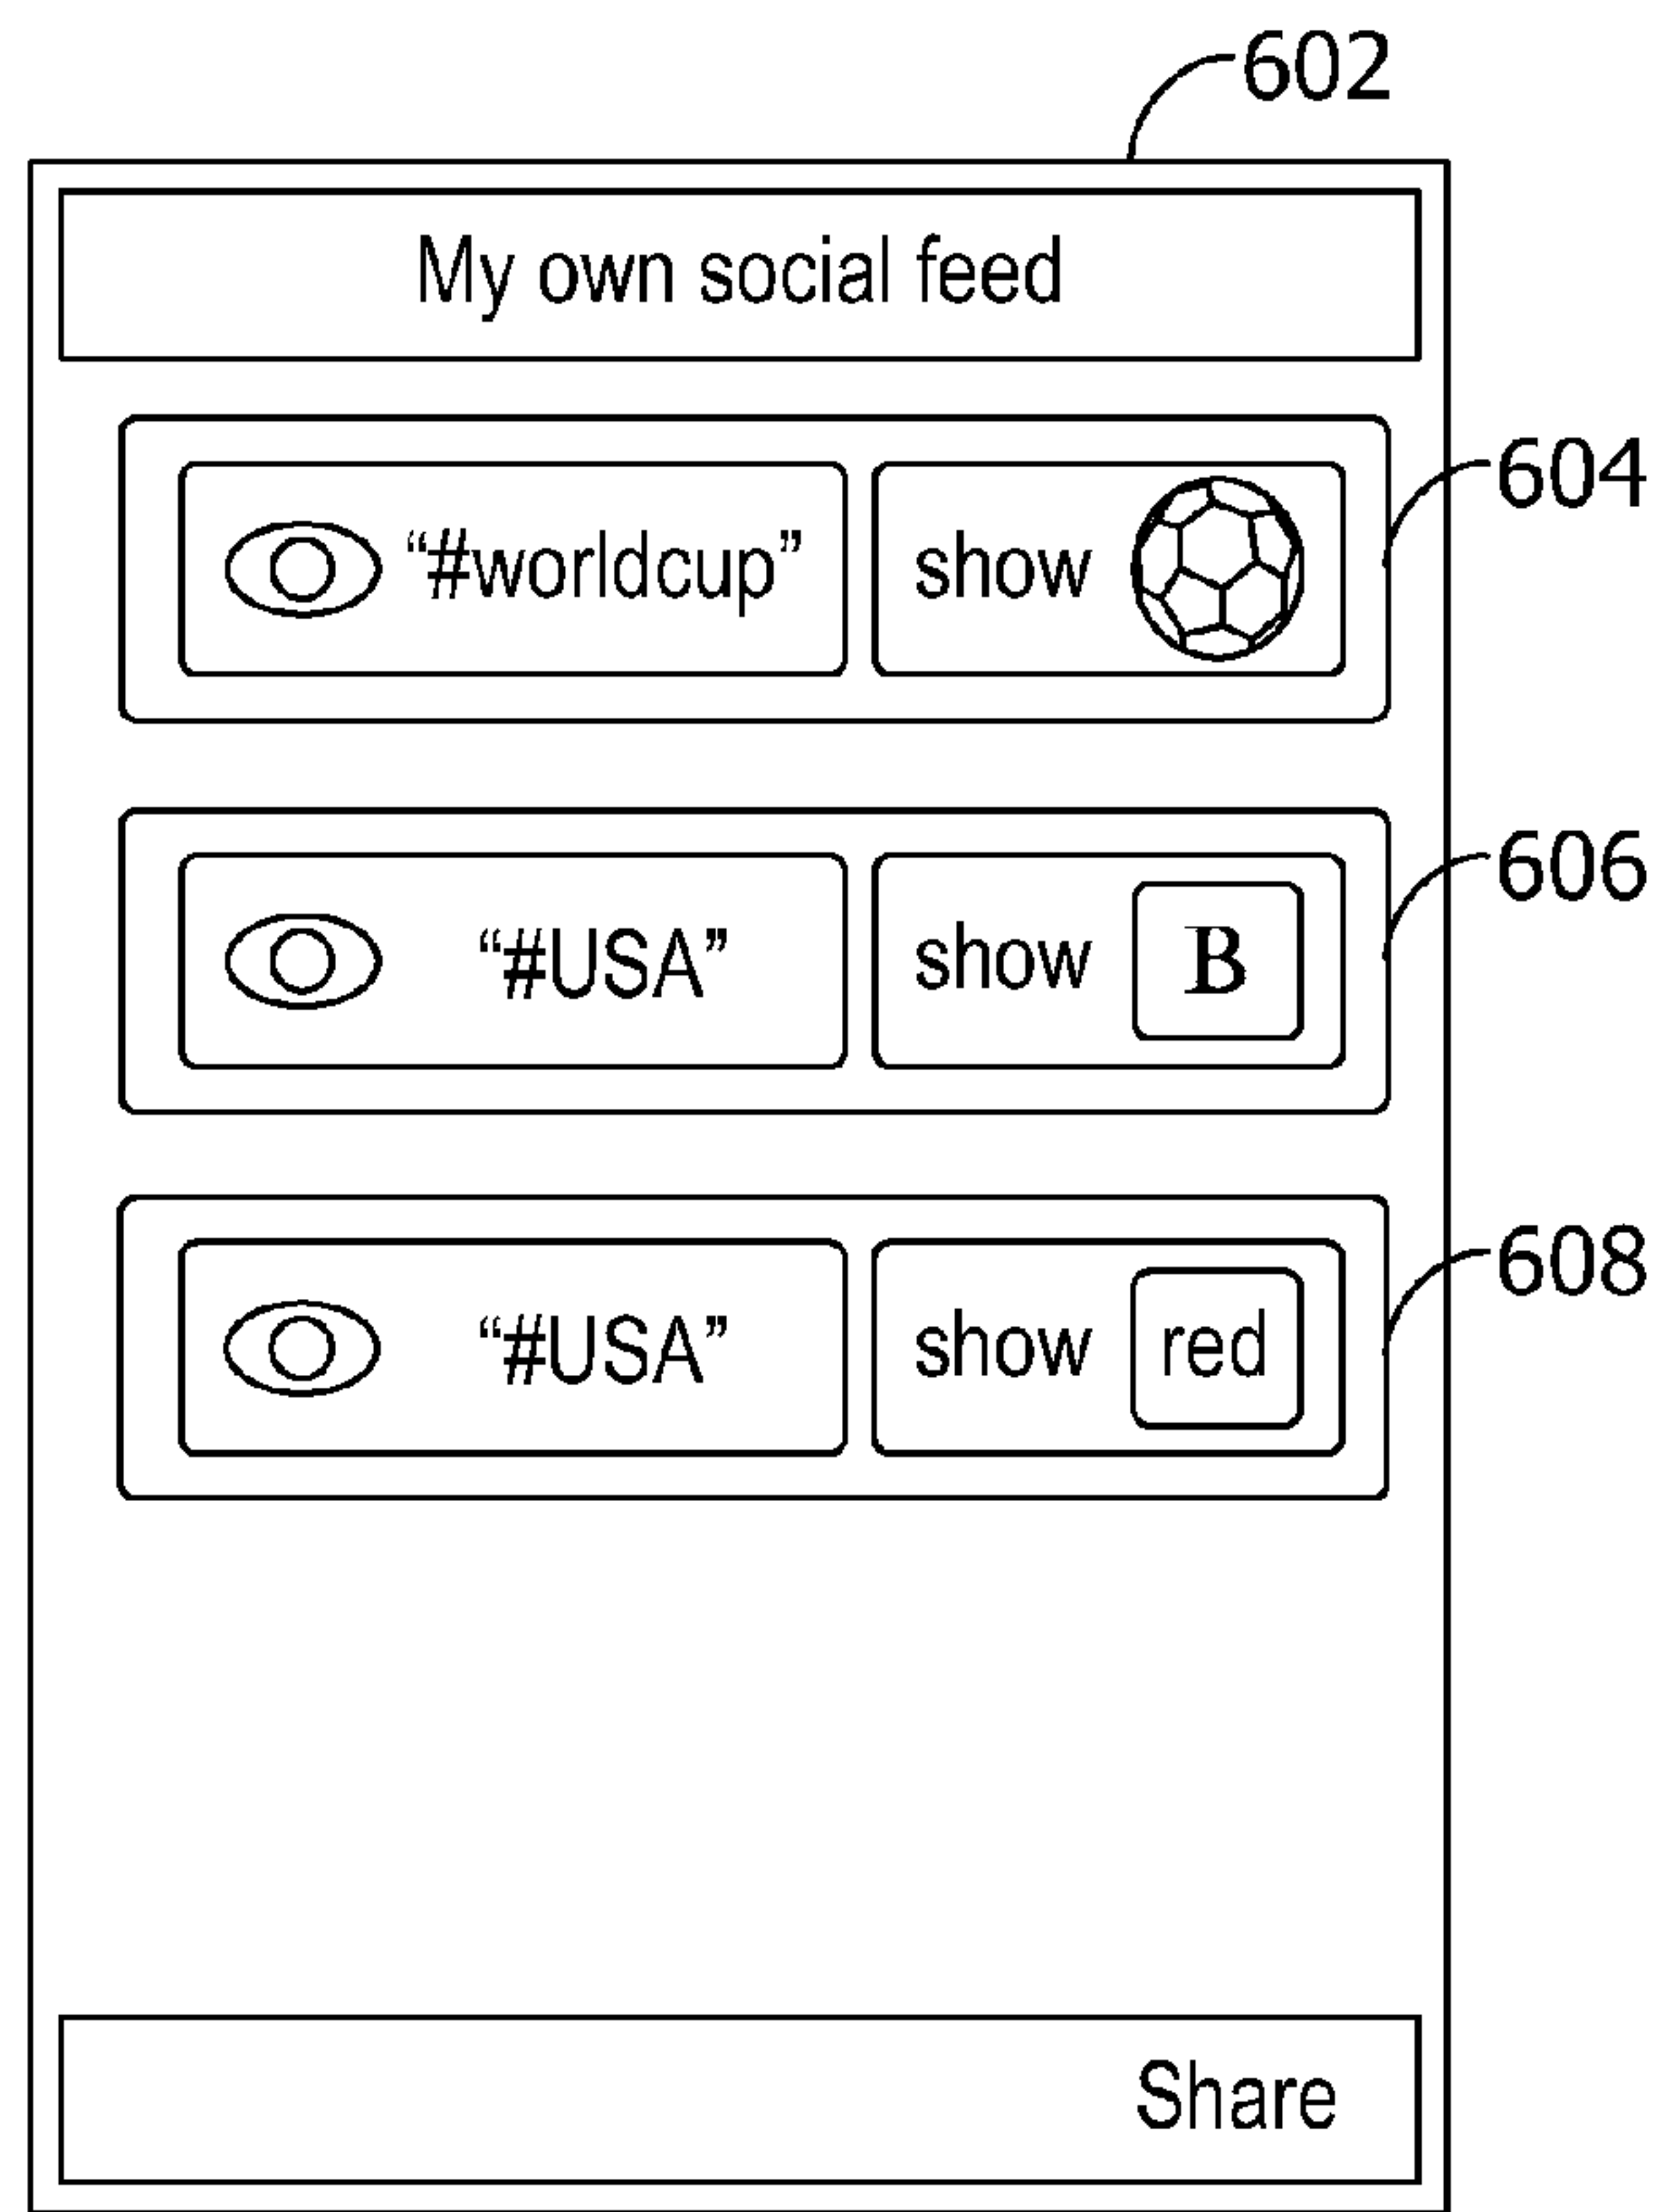 602
My own social feed
604
“#worldcup” show
606
“#USA” show B
608
“#USA” show red
Share